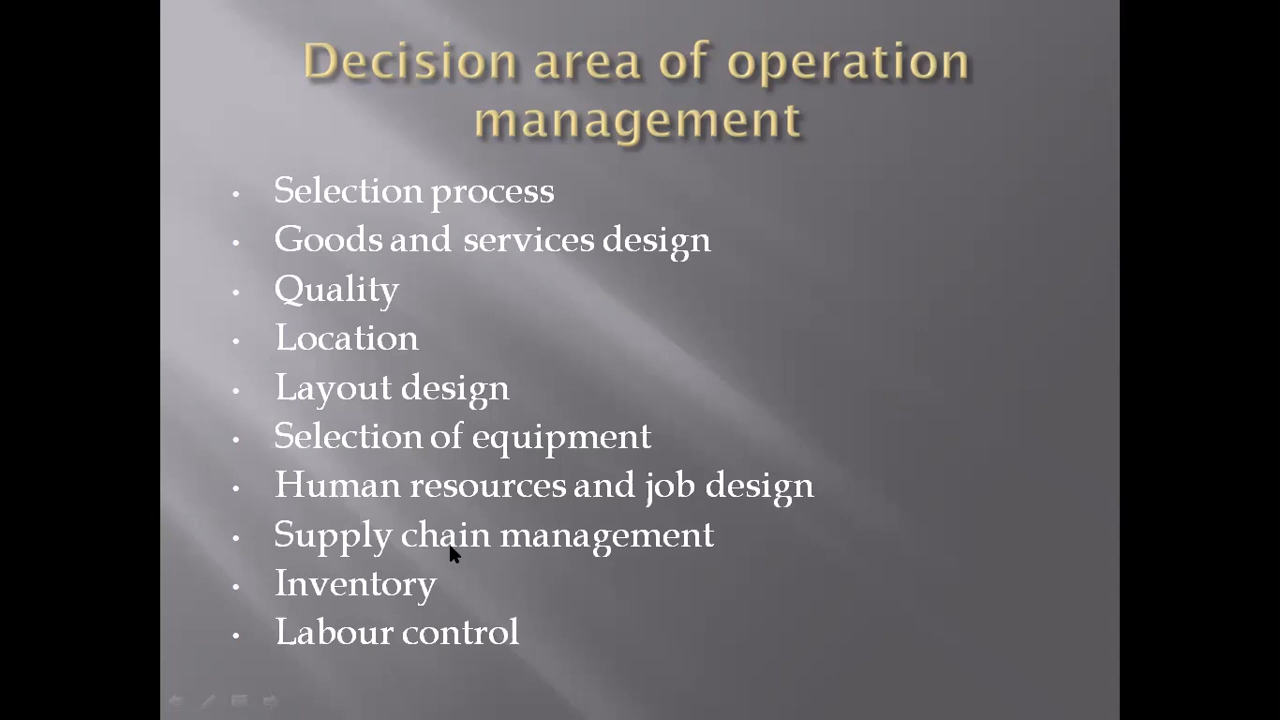 Decision area of operation
management
• Selection process
• Goods and services design
• Quality
• Location
• Layout design
• Selection of equipment
• Human resources and job design
• Supply chain management
• Inventory
• Labour control